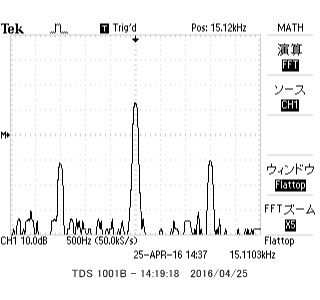 Tek
T Trig'd
Pos: 15.12kHz
MATH
演算
FFT
ソース
CH1
M
ウィンドウ
Flattop
FFTズーム
X5
CH1 10.0dB
500Hz (50.0kS/s)
Flattop
25-APR-16 14:37
15.1103kHz
TDS 1001B - 14:19:18 2016/04/25